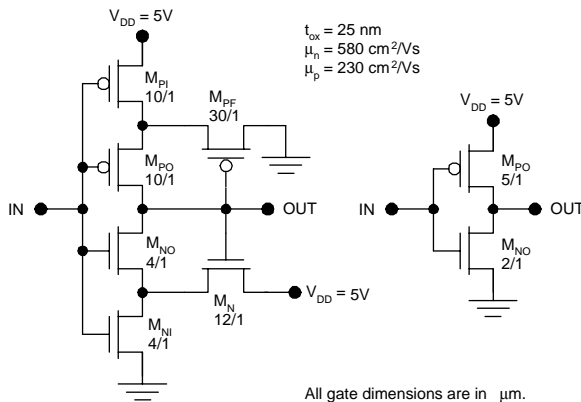 V_DD = 5V
t_ox = 25 nm
μ_n = 580 cm²/Vs
μ_p = 230 cm²/Vs
M_PI
10/1
M_PF
30/1
V_DD = 5V
M_PO
10/1
M_PO
5/1
IN
OUT
IN
OUT
M_NO
4/1
M_NO
2/1
V_DD = 5V
M_N
12/1
M_NI
4/1
All gate dimensions are in μm.